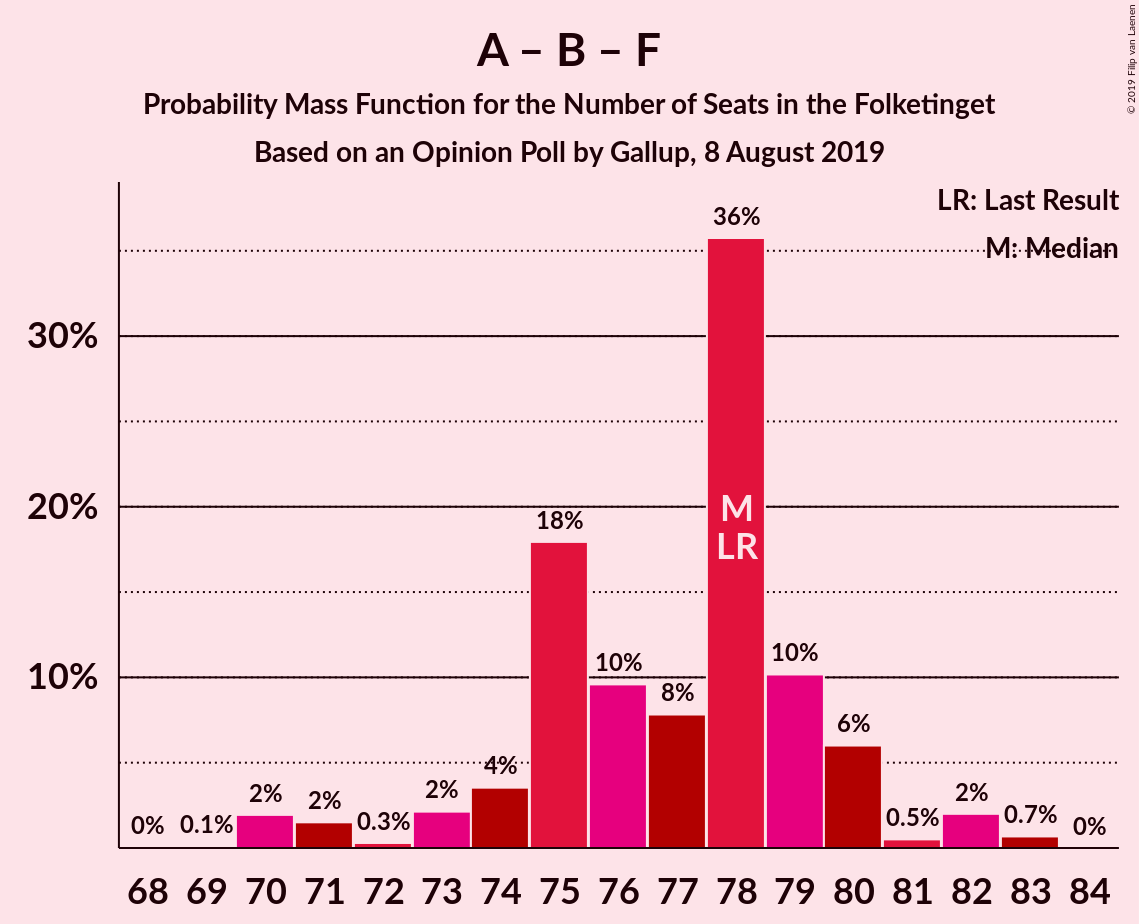 A – B – F
Probability Mass Function for the Number of Seats in the Folketinget
Based on an Opinion Poll by Gallup, 8 August 2019
© 2019 Filip van Laenen
LR: Last Result
M: Median
30%
20%
10%
0%
0.1%
2%
2%
0.3%
2%
4%
18%
10%
8%
36%
10%
6%
0.5%
2%
0.7%
0%
M
LR
68 69 70 71 72 73 74 75 76 77 78 79 80 81 82 83 84